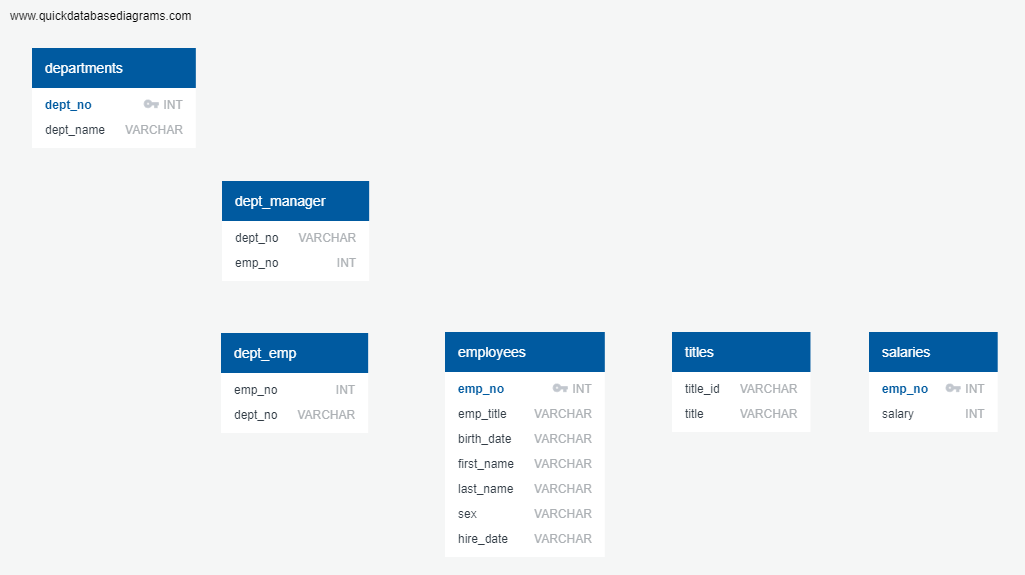 www.quickdatabasediagrams.com
departments
dept_no INT
dept_name VARCHAR
dept_manager
dept_no VARCHAR
emp_no INT
dept_emp
emp_no INT
dept_no VARCHAR
employees
emp_no INT
emp_title VARCHAR
birth_date VARCHAR
first_name VARCHAR
last_name VARCHAR
sex VARCHAR
hire_date VARCHAR
titles
title_id VARCHAR
title VARCHAR
salaries
emp_no INT
salary INT